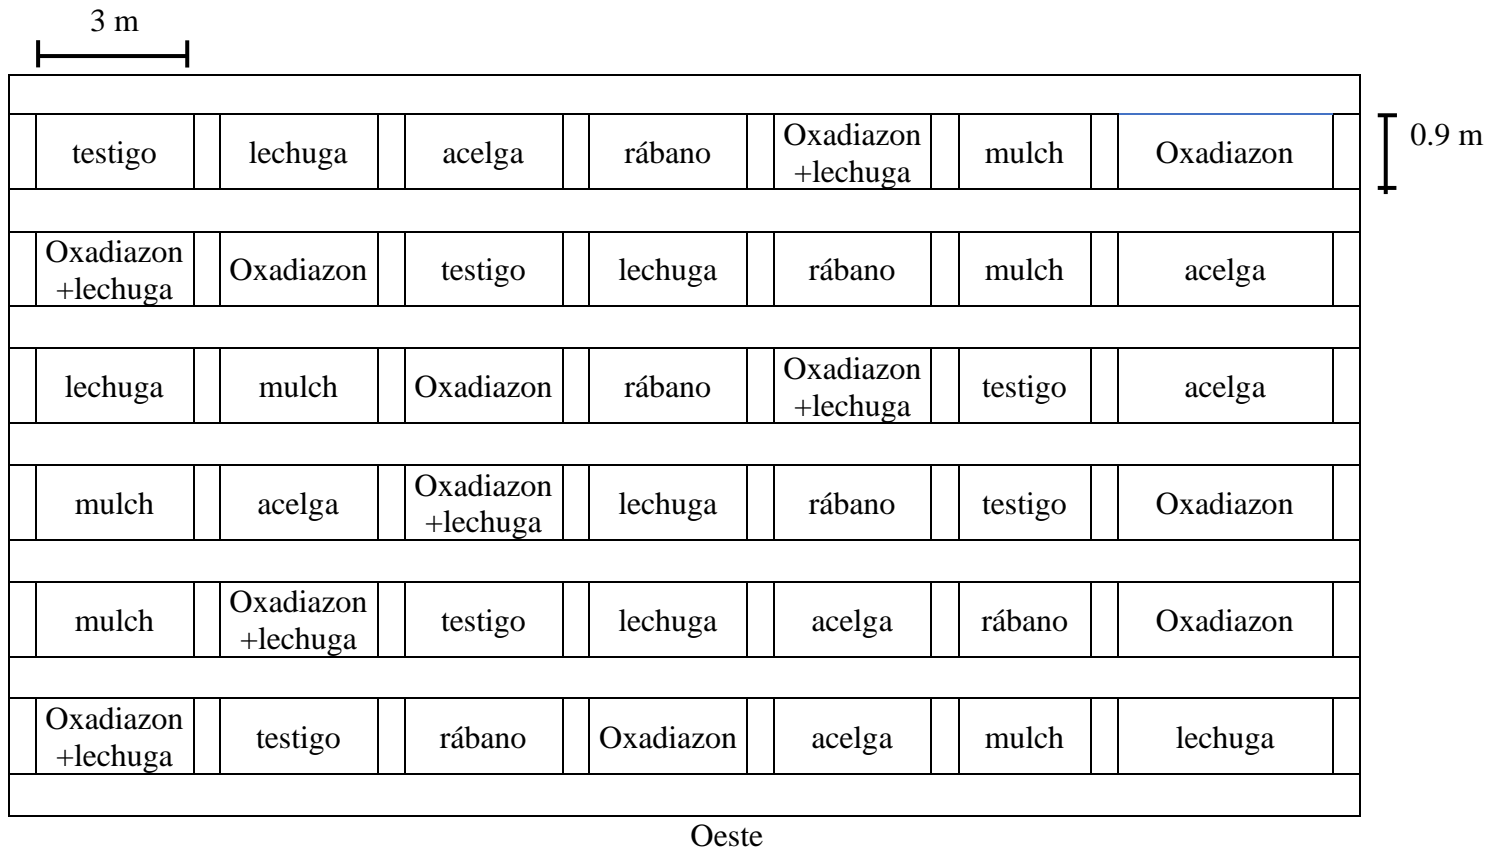 3 m
0.9 m
testigo
lechuga
acelga
rábano
Oxadiazon
+lechuga
mulch
Oxadiazon
Oxadiazon
+lechuga
Oxadiazon
testigo
lechuga
rábano
mulch
acelga
lechuga
mulch
Oxadiazon
rábano
Oxadiazon
+lechuga
testigo
acelga
mulch
acelga
Oxadiazon
+lechuga
lechuga
rábano
testigo
Oxadiazon
mulch
Oxadiazon
+lechuga
testigo
lechuga
acelga
rábano
Oxadiazon
Oxadiazon
+lechuga
testigo
rábano
Oxadiazon
acelga
mulch
lechuga
Oeste